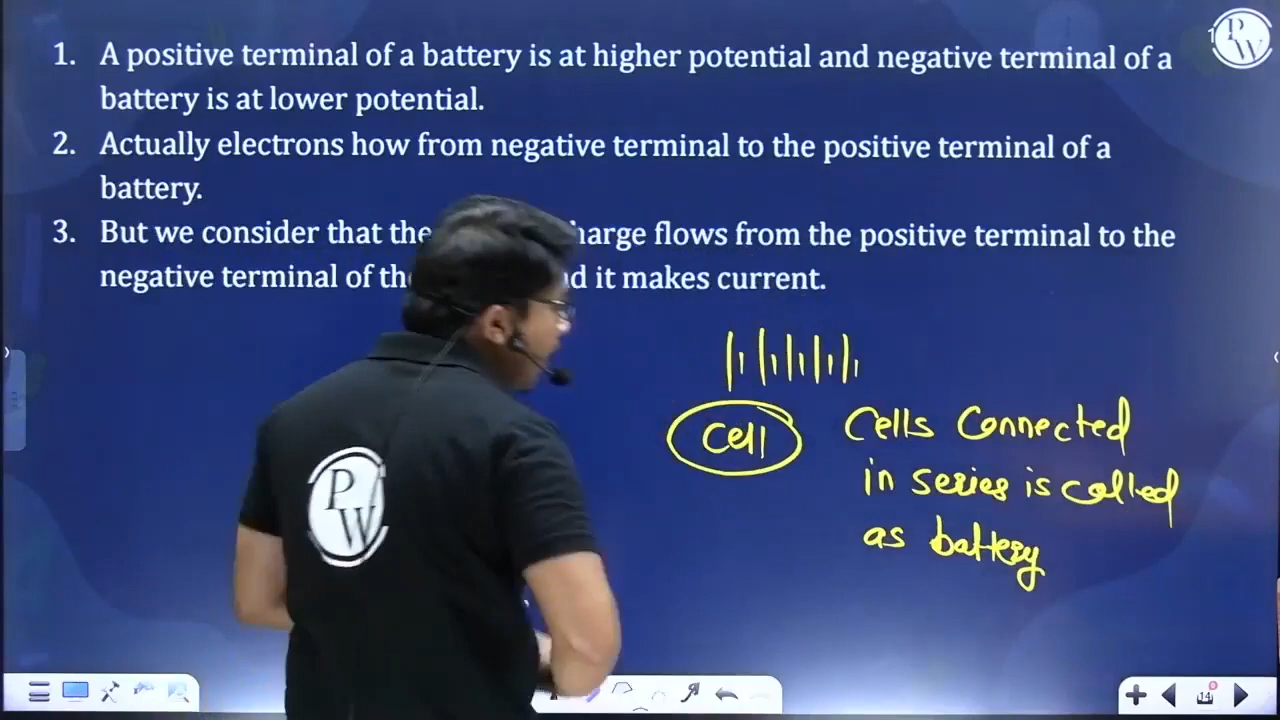 1. A positive terminal of a battery is at higher potential and negative terminal of a
battery is at lower potential.
2. Actually electrons how from negative terminal to the positive terminal of a
battery.
3. But we consider that the harge flows from the positive terminal to the
negative terminal of the d it makes current.
Cell
Cells Connected
in series is called
as battery
PW
PW
14